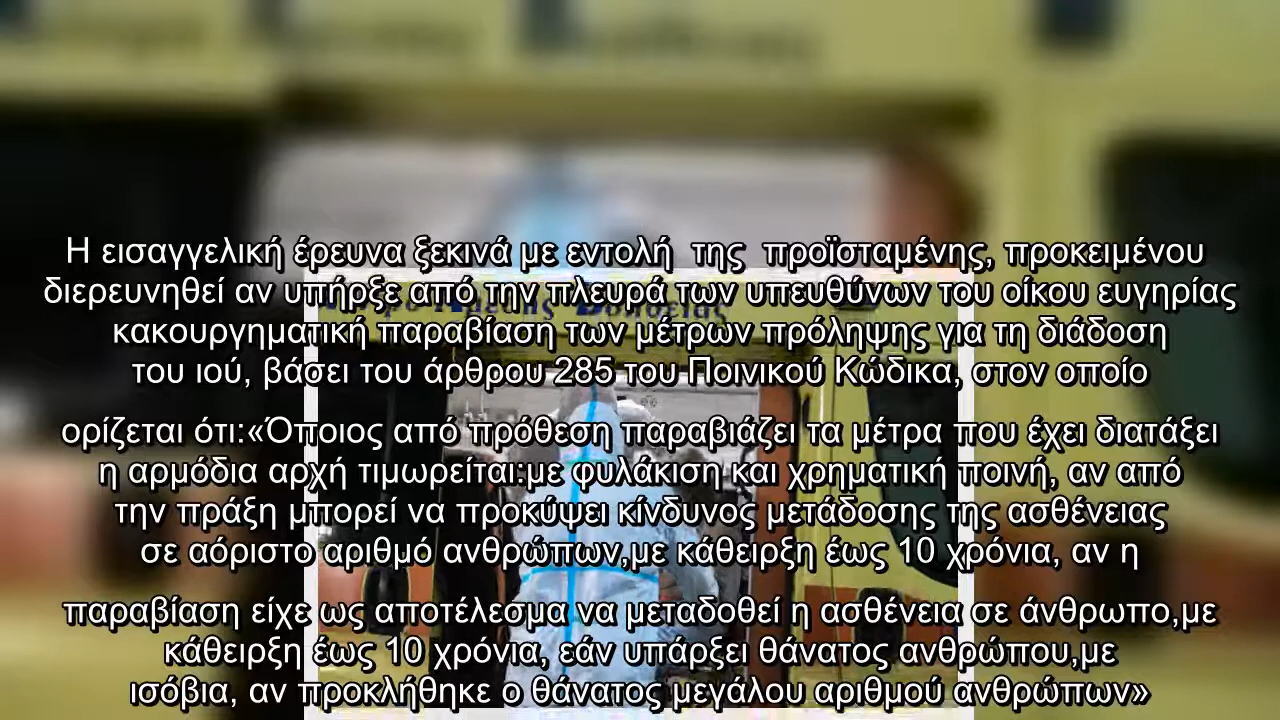 Η εισαγγελική έρευνα ξεκινά με εντολή της προϊσταμένης, προκειμένου
διερευνηθεί αν υπήρξε από την πλευρά των υπευθύνων του οίκου ευγηρίας
κακουργηματική παραβίαση των μέτρων πρόληψης για τη διάδοση
του ιού, βάσει του άρθρου 285 του Ποινικού Κώδικα, στον οποίο
ορίζεται ότι:«Όποιος από πρόθεση παραβιάζει τα μέτρα που έχει διατάξει
η αρμόδια αρχή τιμωρείται:με φυλάκιση και χρηματική ποινή, αν από
την πράξη μπορεί να προκύψει κίνδυνος μετάδοσης της ασθένειας
σε αόριστο αριθμό ανθρώπων,με κάθειρξη έως 10 χρόνια, αν η
παραβίαση είχε ως αποτέλεσμα να μεταδοθεί η ασθένεια σε άνθρωπο,με
κάθειρξη έως 10 χρόνια, εάν υπάρξει θάνατος ανθρώπου,με
ισόβια, αν προκλήθηκε ο θάνατος μεγάλου αριθμού ανθρώπων»